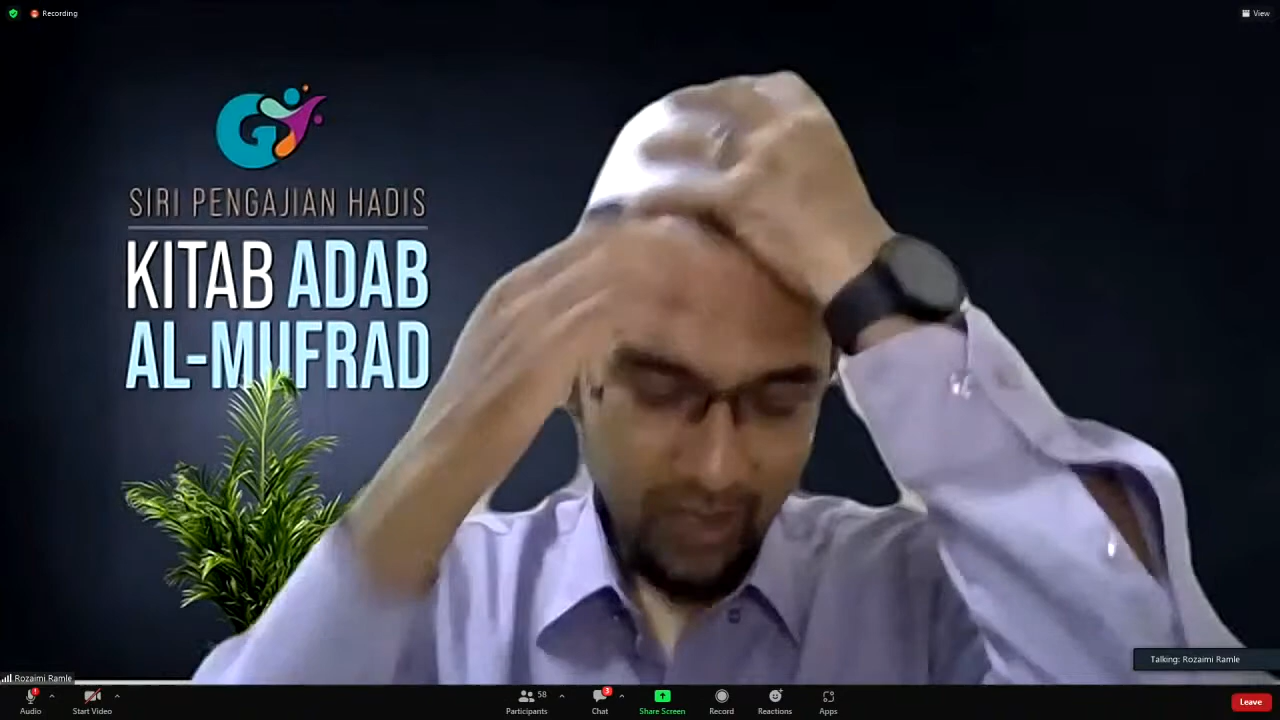 Recording
View
SIRI PENGAJIAN HADIS
KITAB ADAB
AL-MUFRAD
Talking: Rozaimi Ramle
Rozaimi Ramle
Audio
Start Video
58
Participants
3
Chat
Share Screen
Record
Reactions
Apps
Leave